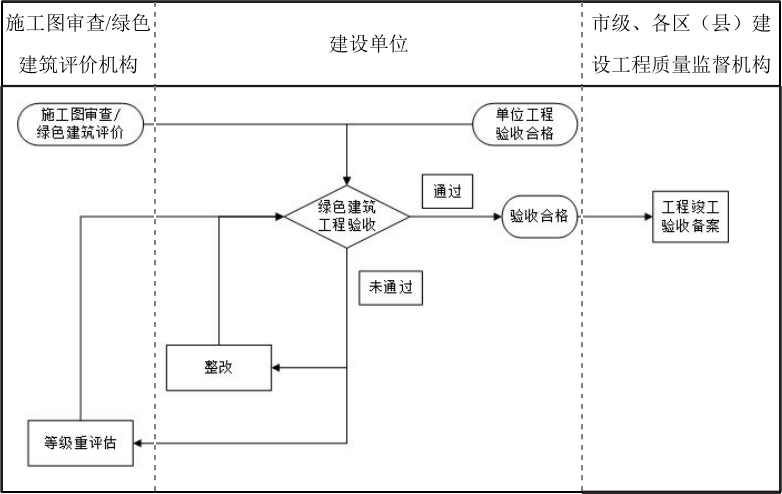 施工图审查/绿色
建筑评价机构
建设单位
市级、各区（县）建
设工程质量监督机构
施工图审查/
绿色建筑评价
单位工程
验收合格
绿色建筑
工程验收
通过
验收合格
工程竣工
验收备案
未通过
整改
等级重评估